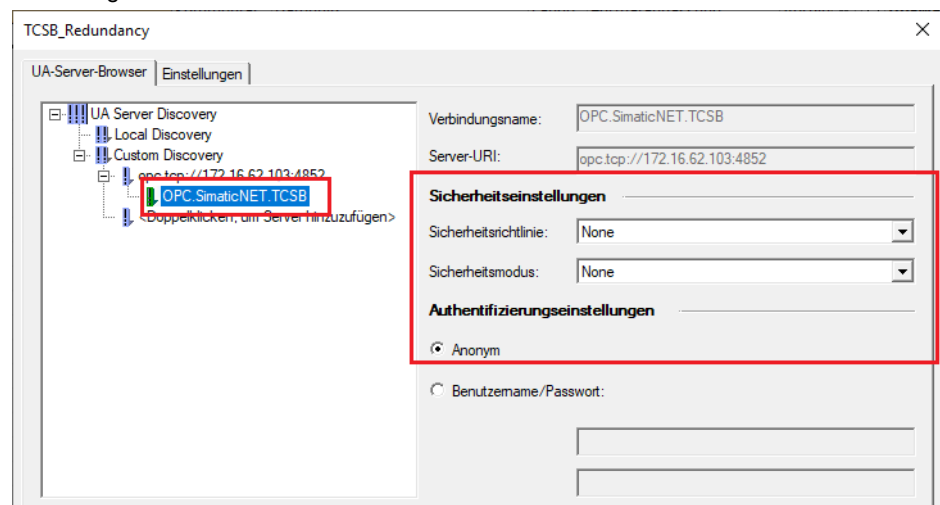 TCSB_Redundancy
UA-Server-Browser
Einstellungen
UA Server Discovery
Local Discovery
Custom Discovery
opc.tcp://172.16.62.103:4852
OPC.SimaticNET.TCSB
<Doppelklicken, um Server hinzuzufügen>
Verbindungsname:
OPC.SimaticNET.TCSB
Server-URI:
opc.tcp://172.16.62.103:4852
Sicherheitseinstellungen
Sicherheitsrichtlinie:
None
Sicherheitsmodus:
None
Authentifizierungseinstellungen
Anonym
Benutzername/Passwort: